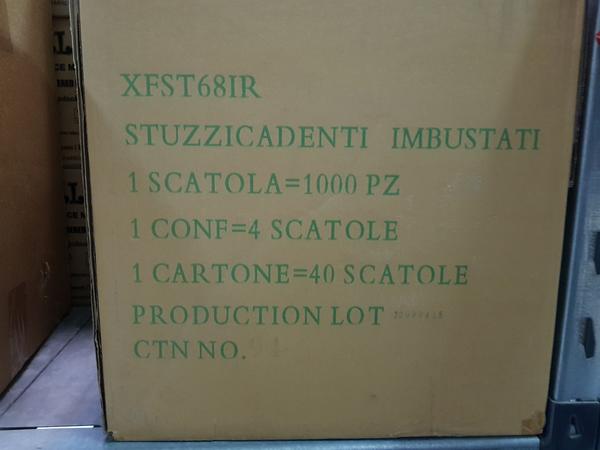 XFST68IR
STUZZICADENTI IMBUSTATI
1 SCATOLA=1000 PZ
1 CONF=4 SCATOLE
1 CARTONE=40 SCATOLE
PRODUCTION LOT
CTN NO.